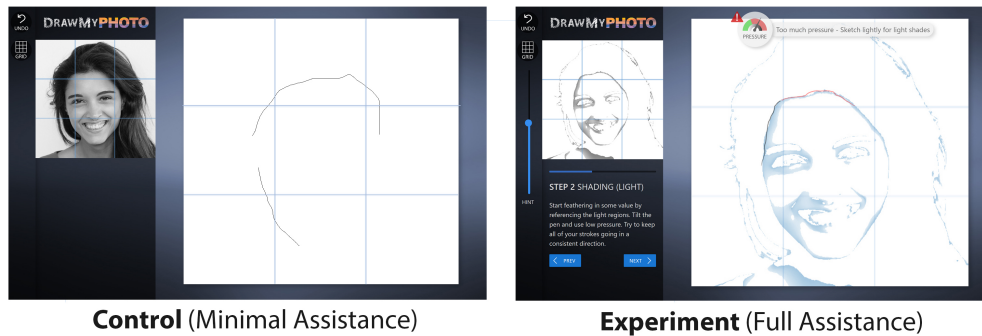 UNDO
DRAWMYPHOTO
GRID
UNDO
DRAWMYPHOTO
GRID
PRESSURE
Too much pressure - Sketch lightly for light shades
HINT
STEP 2 SHADING (LIGHT)
Start feathering in some value by
referencing the light regions. Tilt the
pen and use low pressure. Try to keep
all of your strokes going in a
consistent direction.
PREV
NEXT
Control (Minimal Assistance)
Experiment (Full Assistance)